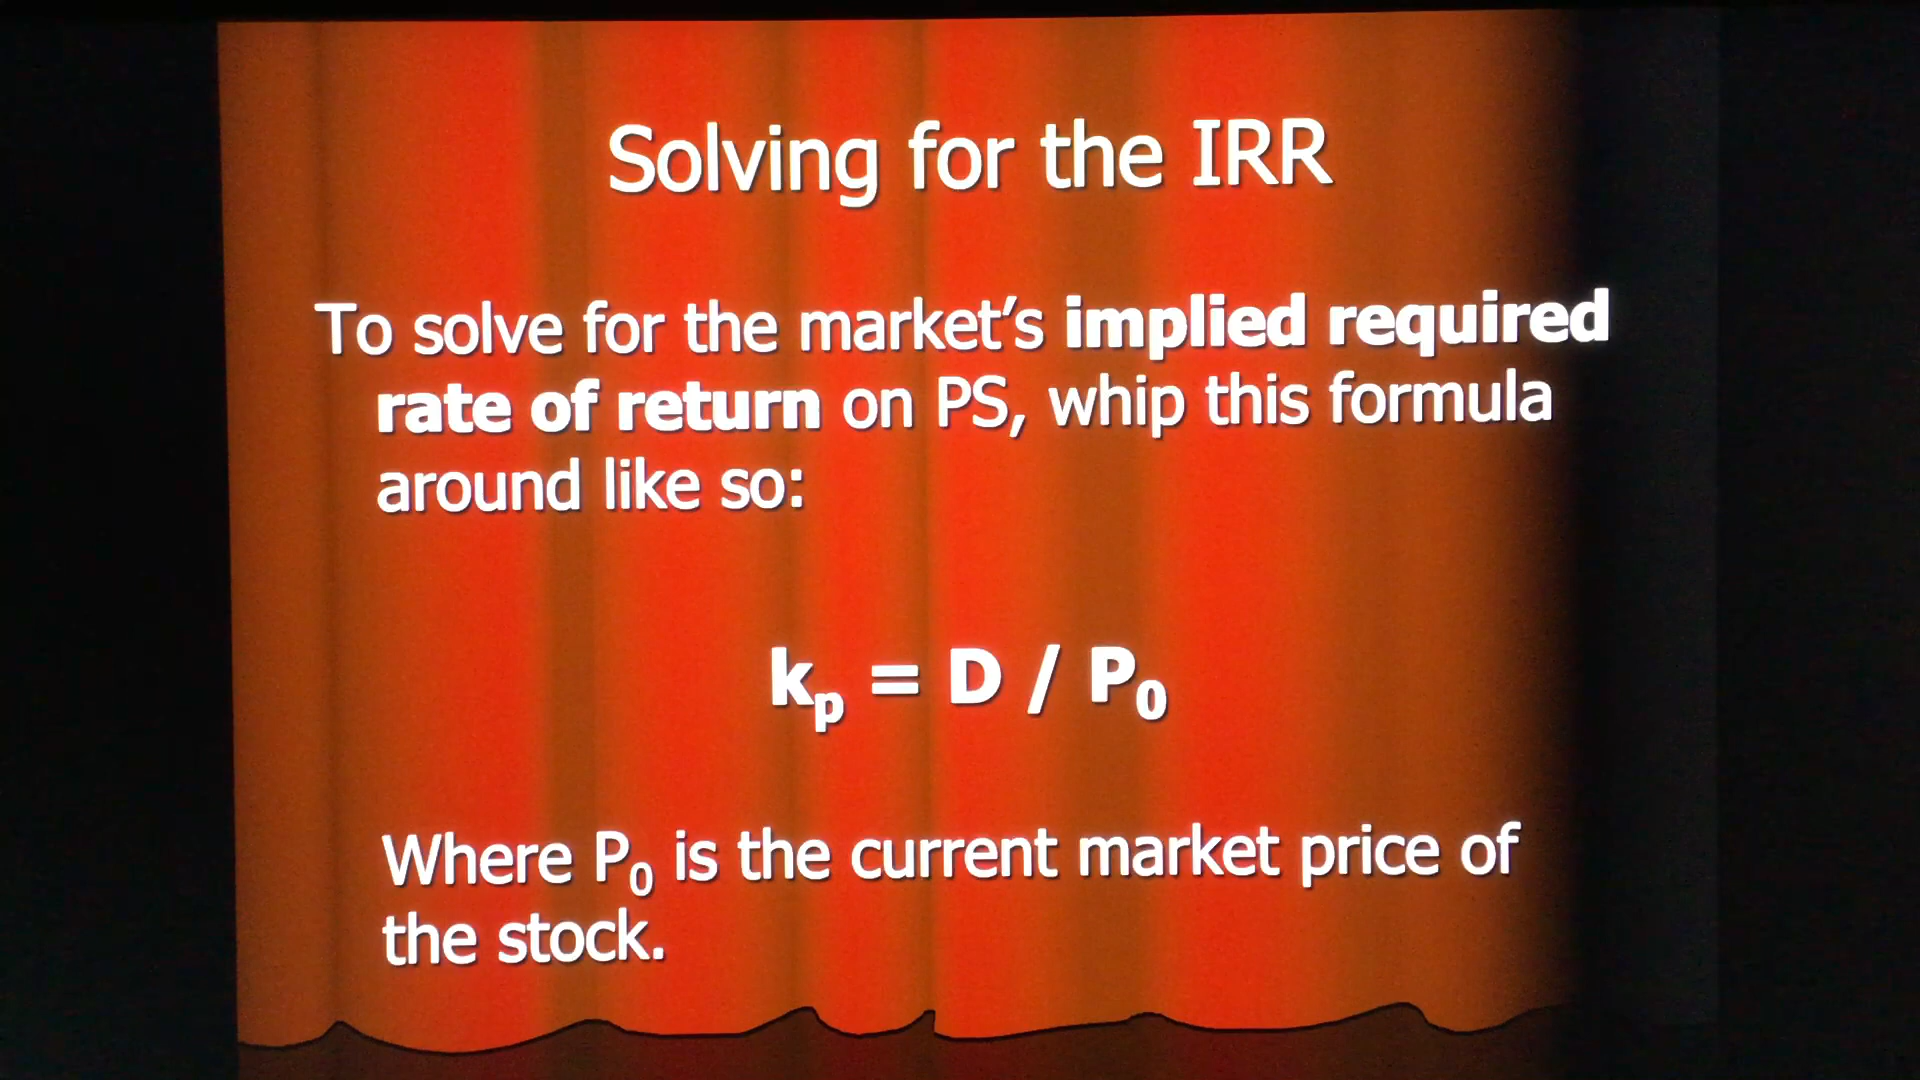 Solving for the IRR
To solve for the market’s implied required
rate of return on PS, whip this formula
around like so:
kₚ = D / P₀
Where P₀ is the current market price of
the stock.